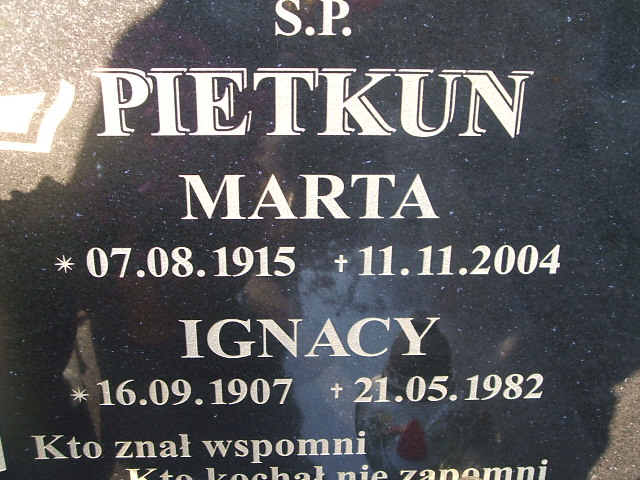 Ś.P.
PIETKUN
MARTA
* 07.08.1915 + 11.11.2004
IGNACY
* 16.09.1907 + 21.05.1982
Kto znał wspomni
Kto kochał nie zapomni